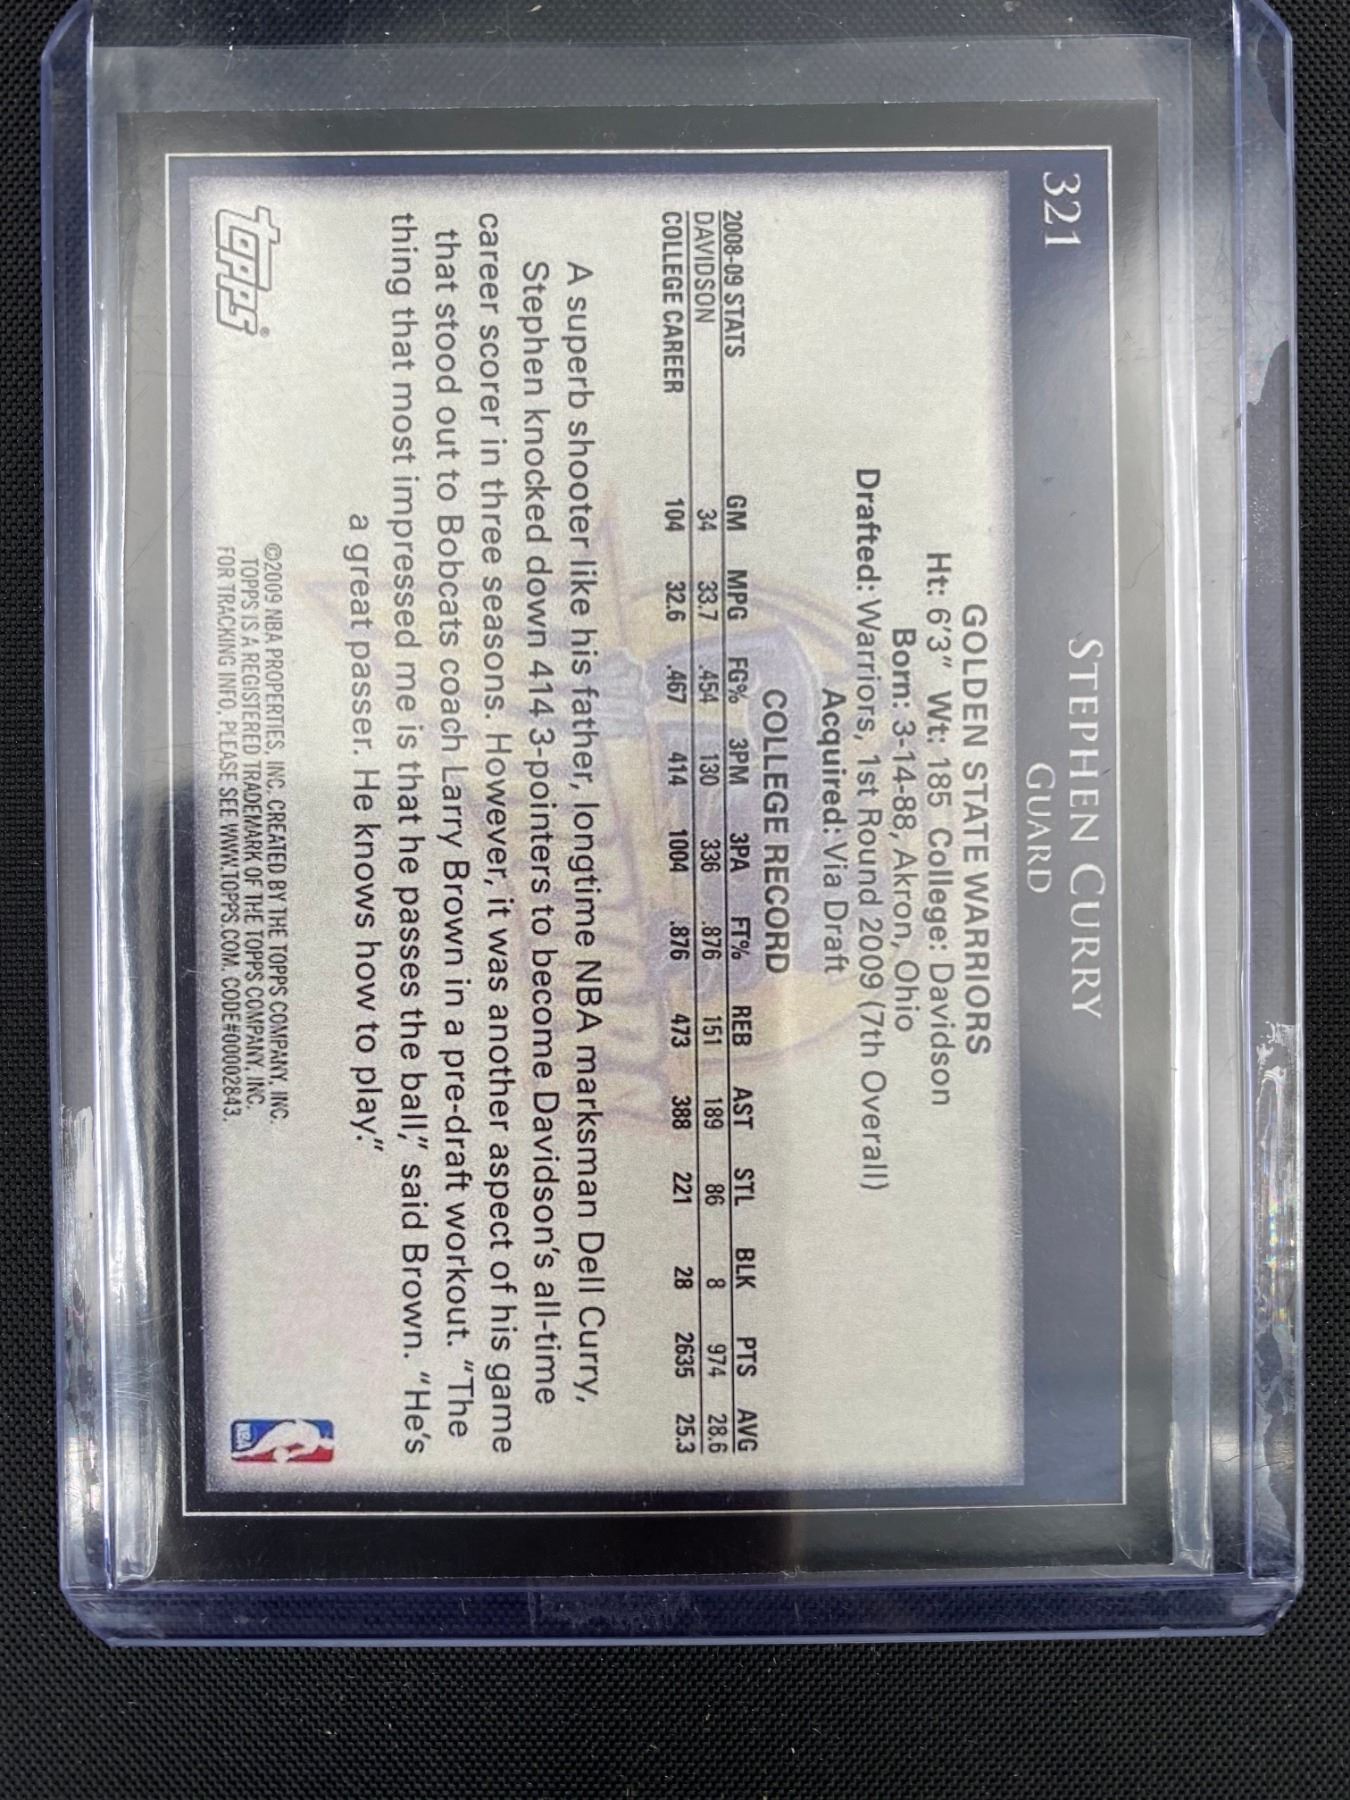 321
STEPHEN CURRY
GUARD
GOLDEN STATE WARRIORS
Ht: 6'3" Wt: 185 College: Davidson
Born: 3-14-88, Akron, Ohio
Drafted: Warriors, 1st Round 2009 (7th Overall)
Acquired: Via Draft
COLLEGE RECORD
2008-09 STATS GM MPG FG% 3PM 3PA FT% REB AST STL BLK PTS AVG
DAVIDSON 34 33.7 .454 130 336 .876 151 189 86 8 974 28.6
COLLEGE CAREER 104 32.6 .467 414 1004 .876 473 388 221 28 2635 25.3
A superb shooter like his father, longtime NBA marksman Dell Curry,
Stephen knocked down 414 3-pointers to become Davidson's all-time
career scorer in three seasons. However, it was another aspect of his game
that stood out to Bobcats coach Larry Brown in a pre-draft workout. "The
thing that most impressed me is that he passes the ball," said Brown. "He's
a great passer. He knows how to play."
topps®
©2009 NBA PROPERTIES, INC. CREATED BY THE TOPPS COMPANY, INC.
TOPPS IS A REGISTERED TRADEMARK OF THE TOPPS COMPANY, INC.
FOR TRACKING INFO, PLEASE SEE WWW.TOPPS.COM. CODE#00002843.
NBA